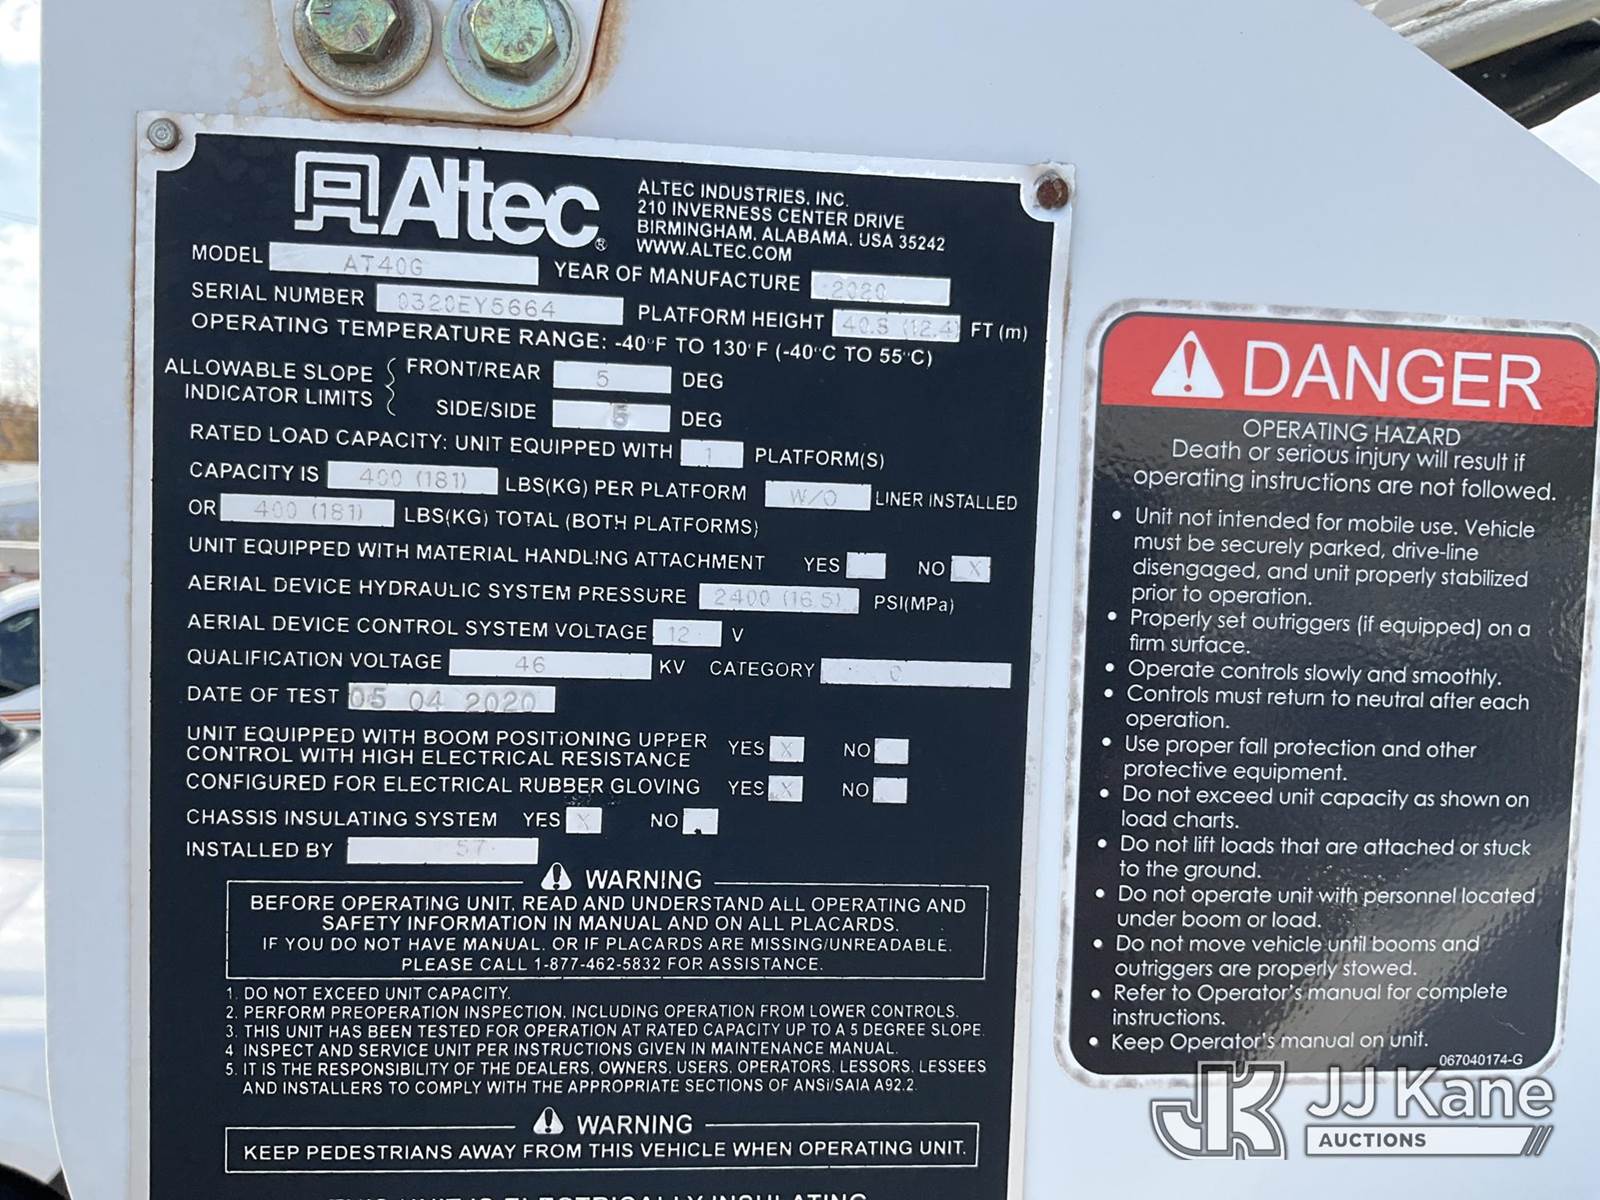 Altec®
ALTEC INDUSTRIES, INC.
210 INVERNESS CENTER DRIVE
BIRMINGHAM, ALABAMA. USA 35242
WWW.ALTEC.COM
MODEL AT40G YEAR OF MANUFACTURE 2020
SERIAL NUMBER 0320EY5664 PLATFORM HEIGHT 40.8 (12.4) FT (m)
OPERATING TEMPERATURE RANGE: -40°F TO 130°F (-40°C TO 55°C)
ALLOWABLE SLOPE INDICATOR LIMITS
FRONT/REAR 5 DEG
SIDE/SIDE 5 DEG
RATED LOAD CAPACITY: UNIT EQUIPPED WITH 1 PLATFORM(S)
CAPACITY IS 400 (181) LBS(KG) PER PLATFORM W/O LINER INSTALLED
OR 400 (181) LBS(KG) TOTAL (BOTH PLATFORMS)
UNIT EQUIPPED WITH MATERIAL HANDLING ATTACHMENT YES NO X
AERIAL DEVICE HYDRAULIC SYSTEM PRESSURE 2400 (16.5) PSI(MPa)
AERIAL DEVICE CONTROL SYSTEM VOLTAGE 12 V
QUALIFICATION VOLTAGE 46 KV CATEGORY C
DATE OF TEST 05 04 2020
UNIT EQUIPPED WITH BOOM POSITIONING UPPER
CONTROL WITH HIGH ELECTRICAL RESISTANCE YES X NO
CONFIGURED FOR ELECTRICAL RUBBER GLOVING YES X NO
CHASSIS INSULATING SYSTEM YES X NO
INSTALLED BY 57
WARNING
BEFORE OPERATING UNIT, READ AND UNDERSTAND ALL OPERATING AND
SAFETY INFORMATION IN MANUAL AND ON ALL PLACARDS.
IF YOU DO NOT HAVE MANUAL, OR IF PLACARDS ARE MISSING/UNREADABLE,
PLEASE CALL 1-877-462-5832 FOR ASSISTANCE.
1. DO NOT EXCEED UNIT CAPACITY.
2. PERFORM PREOPERATION INSPECTION, INCLUDING OPERATION FROM LOWER CONTROLS.
3. THIS UNIT HAS BEEN TESTED FOR OPERATION AT RATED CAPACITY UP TO A 5 DEGREE SLOPE.
4 INSPECT AND SERVICE UNIT PER INSTRUCTIONS GIVEN IN MAINTENANCE MANUAL.
5. IT IS THE RESPONSIBILITY OF THE DEALERS, OWNERS, USERS, OPERATORS, LESSORS, LESSEES
AND INSTALLERS TO COMPLY WITH THE APPROPRIATE SECTIONS OF ANSI/SAIA A92.2.
WARNING
KEEP PEDESTRIANS AWAY FROM THIS VEHICLE WHEN OPERATING UNIT.
THIS UNIT IS ELECTRICALLY INSULATING
DANGER
OPERATING HAZARD
Death or serious injury will result if
operating instructions are not followed.
• Unit not intended for mobile use. Vehicle
must be securely parked, drive-line
disengaged, and unit properly stabilized
prior to operation.
• Properly set outriggers (if equipped) on a
firm surface.
• Operate controls slowly and smoothly.
• Controls must return to neutral after each
operation.
• Use proper fall protection and other
protective equipment.
• Do not exceed unit capacity as shown on
load charts.
• Do not lift loads that are attached or stuck
to the ground.
• Do not operate unit with personnel located
under boom or load.
• Do not move vehicle until booms and
outriggers are properly stowed.
• Refer to Operator's manual for complete
instructions.
• Keep Operator's manual on unit.
067040174-G
JK JJ Kane
AUCTIONS